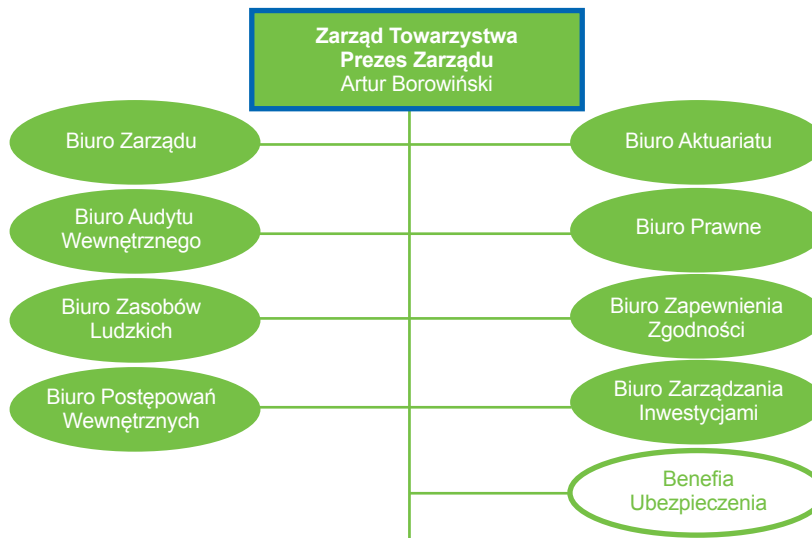 Zarząd Towarzystwa
Prezes Zarządu
Artur Borowiński
Biuro Zarządu
Biuro Aktuariatu
Biuro Audytu
Wewnętrznego
Biuro Prawne
Biuro Zasobów
Ludzkich
Biuro Zapewnienia
Zgodności
Biuro Postępowań
Wewnętrznych
Biuro Zarządzania
Inwestycjami
Benefia
Ubezpieczenia